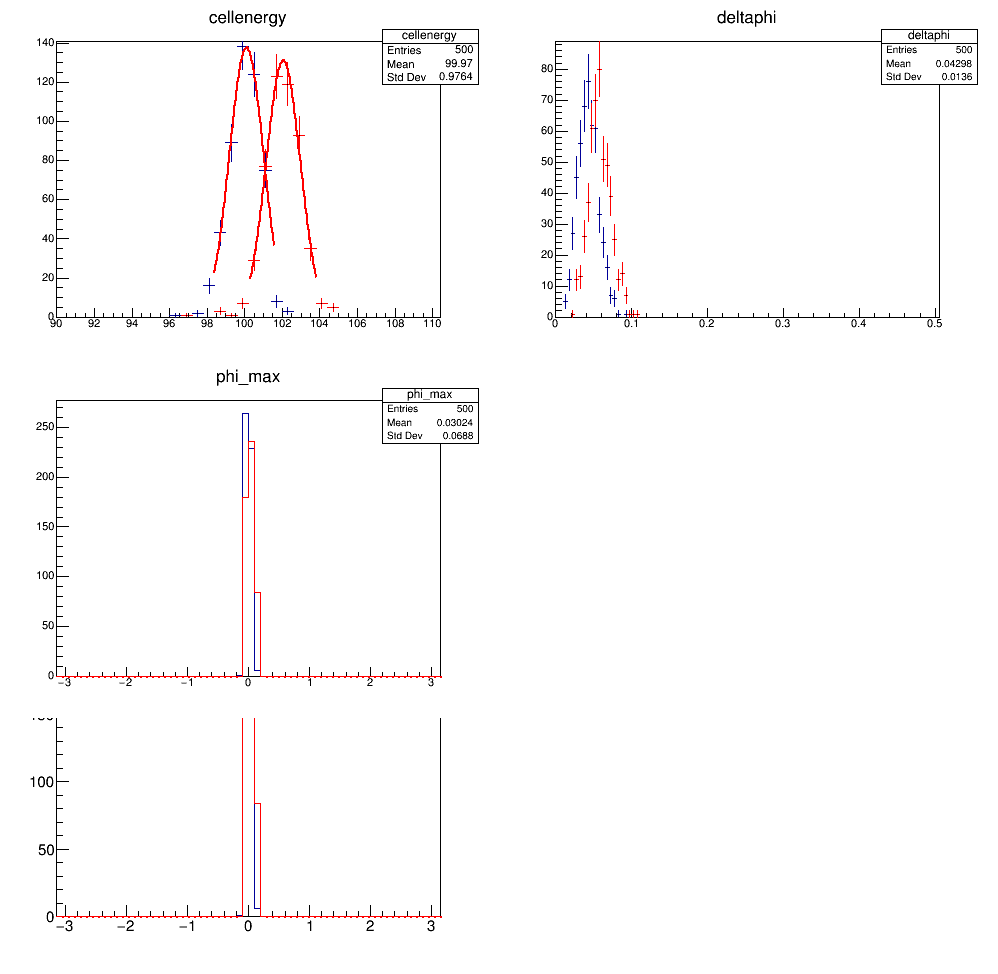 cellenergy
cellenergy
Entries 500
Mean 99.97
Std Dev 0.9764
140
120
100
80
60
40
20
0
90 92 94 96 98 100 102 104 106 108 110
deltaphi
deltaphi
Entries 500
Mean 0.04298
Std Dev 0.0136
80
70
60
50
40
30
20
10
0
0 0.1 0.2 0.3 0.4 0.5
phi_max
phi_max
Entries 500
Mean 0.03024
Std Dev 0.0688
250
200
150
100
50
0
−3 −2 −1 0 1 2 3
100
50
0
−3 −2 −1 0 1 2 3